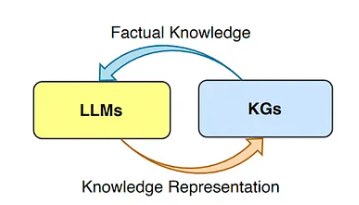 Factual Knowledge
LLMs
KGs
Knowledge Representation